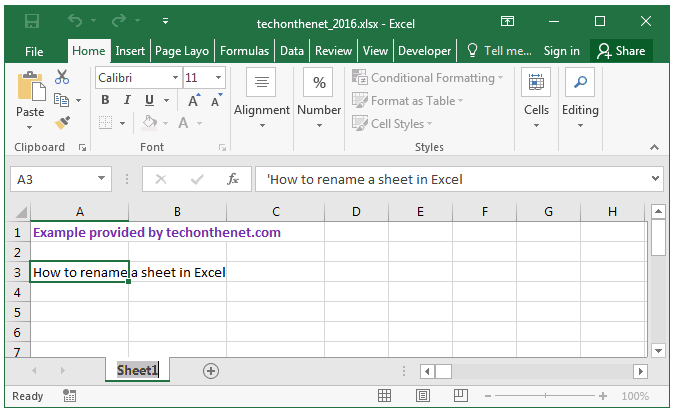 techonthenet_2016.xlsx - Excel
File Home Insert Page Layo Formulas Data Review View Developer Tell me... Sign in Share
Calibri 11
Conditional Formatting
Paste B I U A A Alignment % Number Format as Table Cells Editing
A Cell Styles
Clipboard Font Styles
A3 fx 'How to rename a sheet in Excel
A B C D E F G H
1 Example provided by techonthenet.com
2
3 How to rename a sheet in Excel
4
5
6
7
Sheet1
Ready 100%